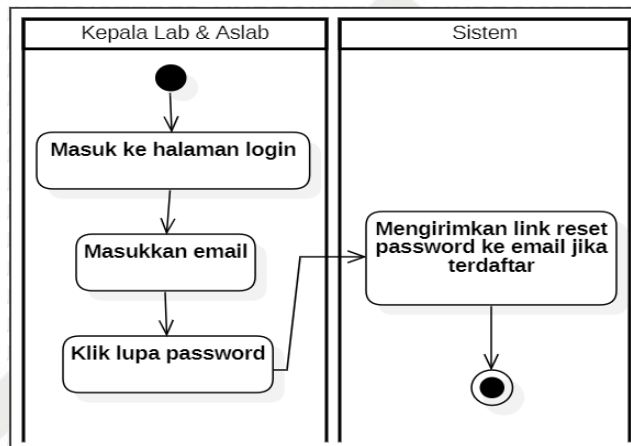 Kepala Lab & Aslab
Sistem
Masuk ke halaman login
Masukkan email
Klik lupa password
Mengirimkan link reset
password ke email jika
terdaftar